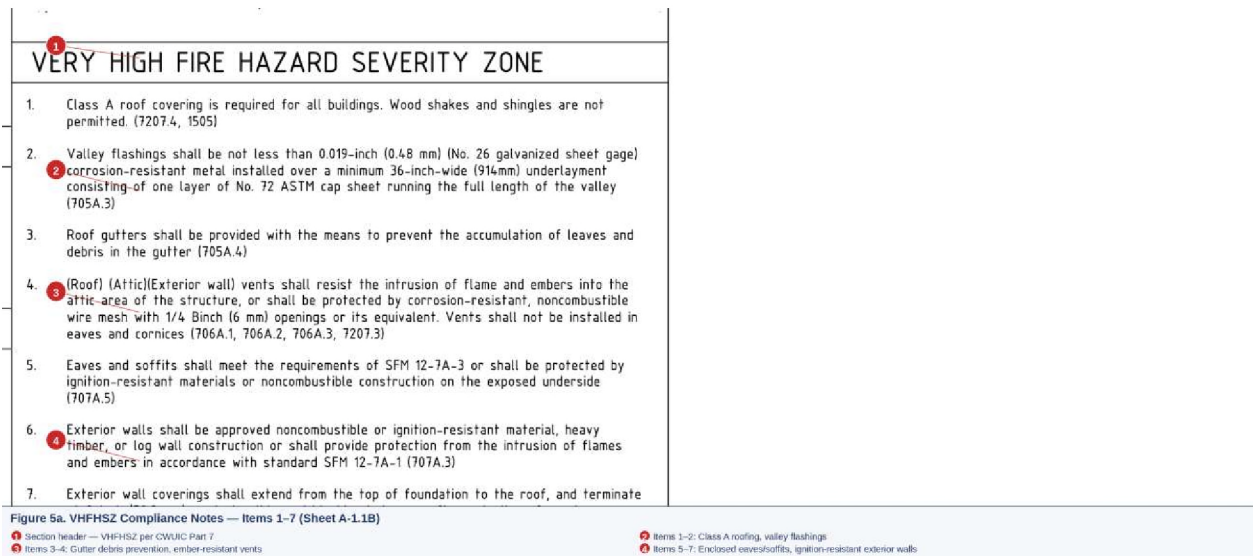 1
VERY HIGH FIRE HAZARD SEVERITY ZONE
1. Class A roof covering is required for all buildings. Wood shakes and shingles are not
permitted. (7207.4, 1505)
2. Valley flashings shall be not less than 0.019-inch (0.48 mm) (No. 26 galvanized sheet gage)
2 corrosion-resistant metal installed over a minimum 36-inch-wide (914mm) underlayment
consisting of one layer of No. 72 ASTM cap sheet running the full length of the valley
(705A.3)
3. Roof gutters shall be provided with the means to prevent the accumulation of leaves and
debris in the gutter (705A.4)
4. (Roof) (Attic)(Exterior wall) vents shall resist the intrusion of flame and embers into the
3 attic area of the structure, or shall be protected by corrosion-resistant, noncombustible
wire mesh with 1/4 Binch (6 mm) openings or its equivalent. Vents shall not be installed in
eaves and cornices (706A.1, 706A.2, 706A.3, 7207.3)
5. Eaves and soffits shall meet the requirements of SFM 12-7A-3 or shall be protected by
ignition-resistant materials or noncombustible construction on the exposed underside
(707A.5)
6. Exterior walls shall be approved noncombustible or ignition-resistant material, heavy
4 timber, or log wall construction or shall provide protection from the intrusion of flames
and embers in accordance with standard SFM 12-7A-1 (707A.3)
7. Exterior wall coverings shall extend from the top of foundation to the roof, and terminate
Figure 5a. VHFHSZ Compliance Notes — Items 1–7 (Sheet A-1.1B)
1 Section header — VHFHSZ per CWUIC Part 7
2 Items 1–2: Class A roofing, valley flashings
3 Items 3–4: Gutter debris prevention, ember-resistant vents
4 Items 5–7: Enclosed eaves/soffits, ignition-resistant exterior walls